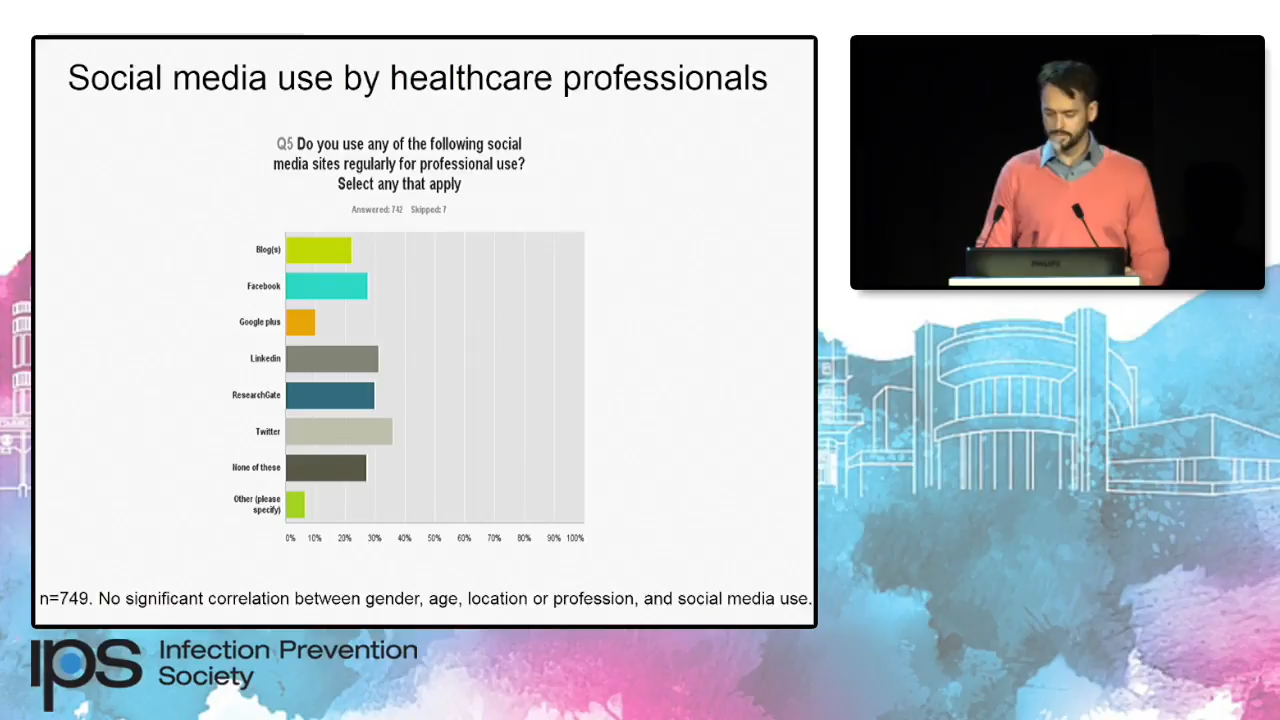 Social media use by healthcare professionals
Q5 Do you use any of the following social
media sites regularly for professional use?
Select any that apply
Answered: 742 Skipped: 7
Blog(s)
Facebook
Google plus
Linkedin
ResearchGate
Twitter
None of these
Other (please
specify)
0% 10% 20% 30% 40% 50% 60% 70% 80% 90% 100%
n=749. No significant correlation between gender, age, location or profession, and social media use.
PHILIPS
IPS Infection Prevention
Society